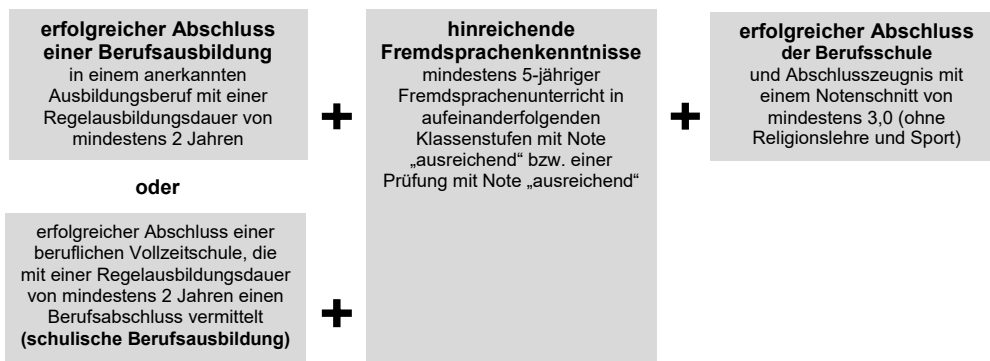 erfolgreicher Abschluss
einer Berufsausbildung
in einem anerkannten
Ausbildungsberuf mit einer
Regelausbildungsdauer von
mindestens 2 Jahren
+
hinreichende
Fremdsprachenkenntnisse
mindestens 5-jähriger
Fremdsprachenunterricht in
aufeinanderfolgenden
Klassenstufen mit Note
„ausreichend“ bzw. einer
Prüfung mit Note „ausreichend“
+
erfolgreicher Abschluss
der Berufsschule
und Abschlusszeugnis mit
einem Notenschnitt von
mindestens 3,0 (ohne
Religionslehre und Sport)
oder
erfolgreicher Abschluss einer
beruflichen Vollzeitschule, die
mit einer Regelausbildungsdauer
von mindestens 2 Jahren einen
Berufsabschluss vermittelt
(schulische Berufsausbildung)
+